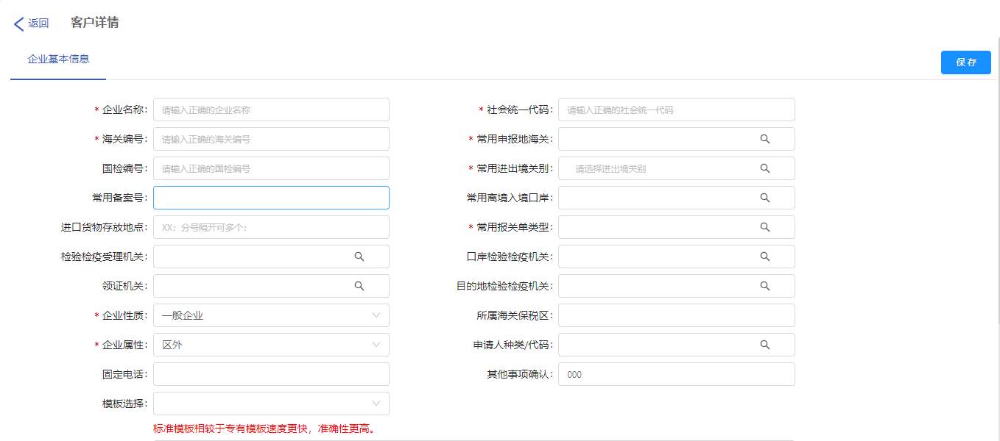 返回 客户详情
企业基本信息
保存
* 企业名称: 请输入正确的企业名称 * 社会统一代码: 请输入正确的社会统一代码
* 海关编号: 请输入正确的海关编号 * 常用申报地海关:
国检编号: 请输入正确的国检编号 * 常用进出境关别: 请选择进出境关别
常用备案号: 常用离境入境口岸:
进口货物存放地点: XX；分号隔开可多个； * 常用报关单类型:
检验检疫受理机关: 口岸检验检疫机关:
领证机关: 目的地检验检疫机关:
* 企业性质: 一般企业 所属海关保税区:
* 企业属性: 区外 申请人种类/代码:
固定电话: 其他事项确认: 000
模板选择:
标准模板相较于专有模板速度更快，准确性更高。